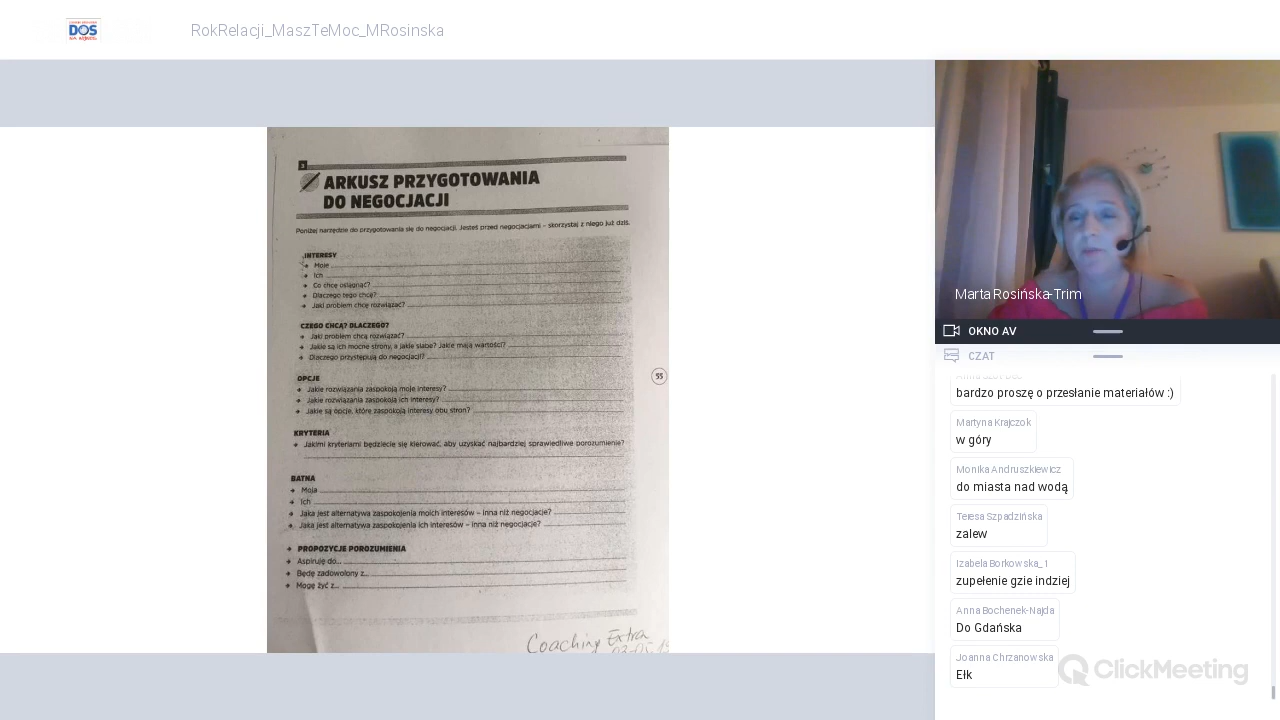 DOS
RokRelacji_MaszTeMoc_MRosinska
3
ARKUSZ PRZYGOTOWANIA
DO NEGOCJACJI
Poniżej narzędzie do przygotowania się do negocjacji. Jesteś przed negocjacjami – skorzystaj z niego już dziś.
INTERESY
Moje
Ich
Co chcę osiągnąć?
Dlaczego tego chcę?
Jaki problem chcę rozwiązać?
CZEGO CHCĄ? DLACZEGO?
Jaki problem chcą rozwiązać?
Jakie są ich mocne strony, a jakie słabe? Jakie mają wartości?
Dlaczego przystępują do negocjacji?
OPCJE
Jakie rozwiązania zaspokoją moje interesy?
Jakie rozwiązania zaspokoją ich interesy?
Jakie są opcje, które zaspokoją interesy obu stron?
55
KRYTERIA
Jakimi kryteriami będziecie się kierować, aby uzyskać najbardziej sprawiedliwe porozumienie?
BATNA
Moja
Ich
Jaka jest alternatywa zaspokojenia moich interesów – inna niż negocjacje?
Jaka jest alternatywa zaspokojenia ich interesów – inna niż negocjacje?
PROPOZYCJE POROZUMIENIA
Aspiruję do...
Będę zadowolony z...
Mogę żyć z...
Coaching Extra
Marta Rosińska-Trim
OKNO AV
CZAT
bardzo proszę o przesłanie materiałów :)
Martyna Krajczok
w góry
Monika Andruszkiewicz
do miasta nad wodą
Teresa Szpadzińska
zalew
Izabela Borkowska_1
zupełenie gzie indziej
Anna Bochenek-Najda
Do Gdańska
Joanna Chrzanowska
Ełk
ClickMeeting